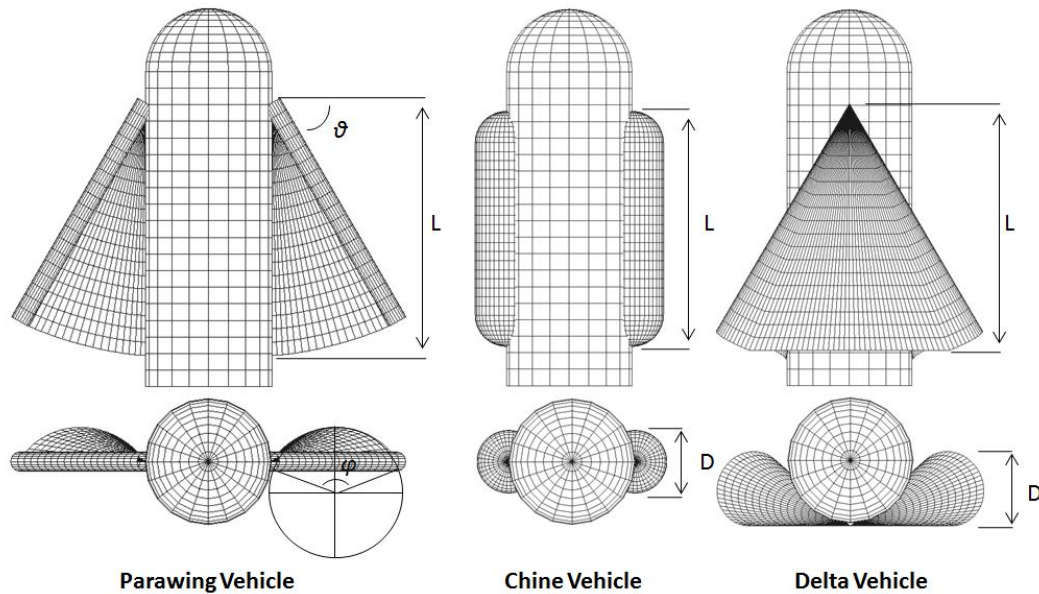 ϑ
L
L
L
φ
D
D
Parawing Vehicle
Chine Vehicle
Delta Vehicle